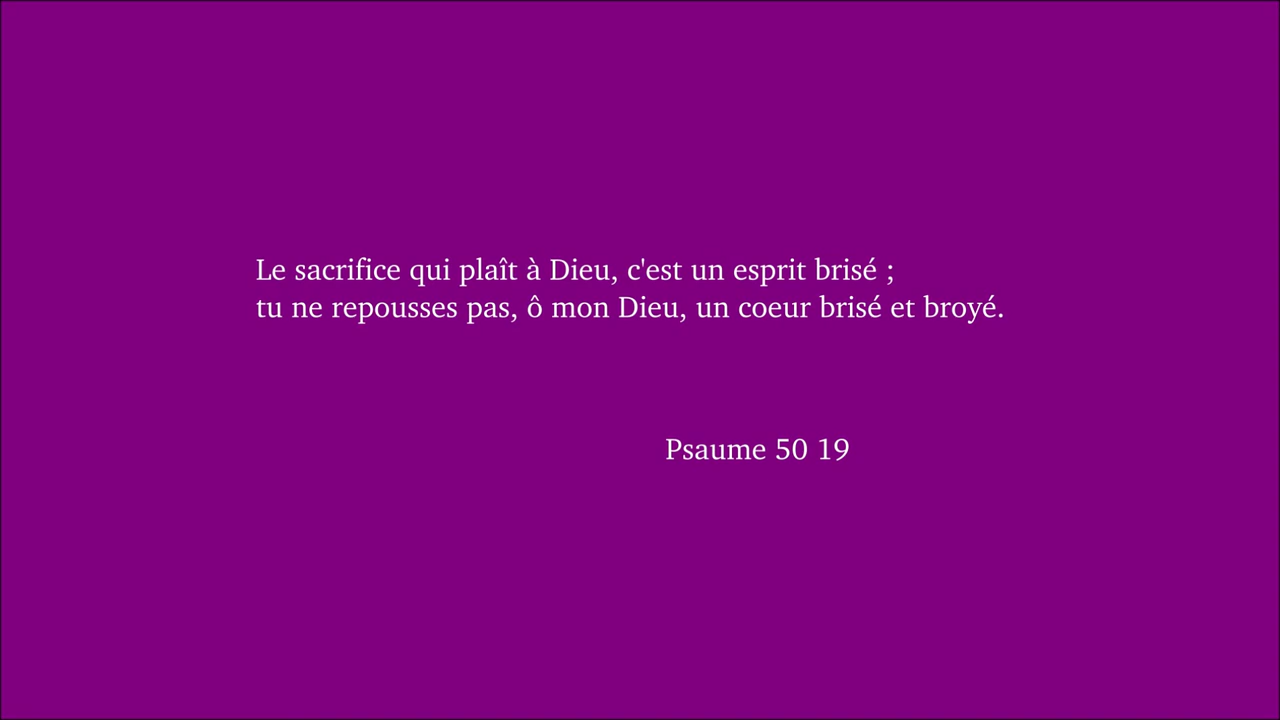 Le sacrifice qui plaît à Dieu, c'est un esprit brisé ;
tu ne repousses pas, ô mon Dieu, un coeur brisé et broyé.
Psaume 50 19